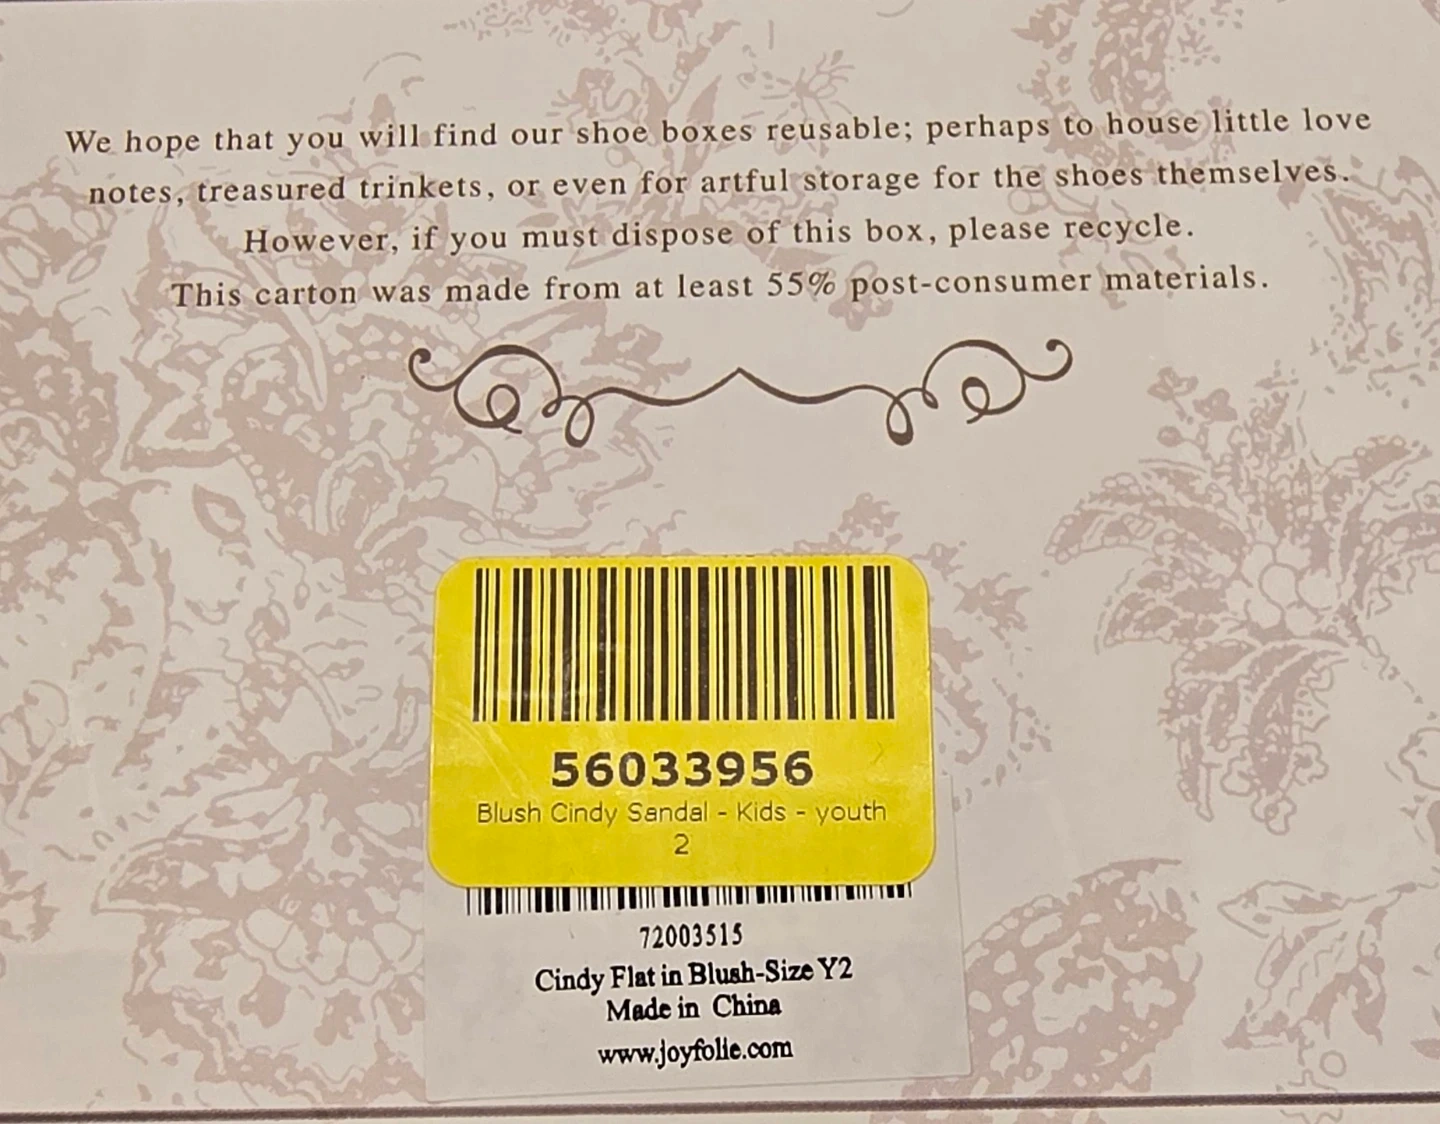 We hope that you will find our shoe boxes reusable; perhaps to house little love
notes, treasured trinkets, or even for artful storage for the shoes themselves.
However, if you must dispose of this box, please recycle.
This carton was made from at least 55% post-consumer materials.
56033956
Blush Cindy Sandal - Kids - youth
2
72003515
Cindy Flat in Blush-Size Y2
Made in China
www.joyfolie.com